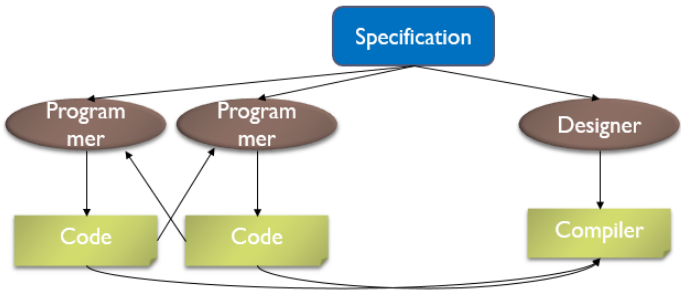 Specification
Program
mer
Program
mer
Designer
Code
Code
Compiler